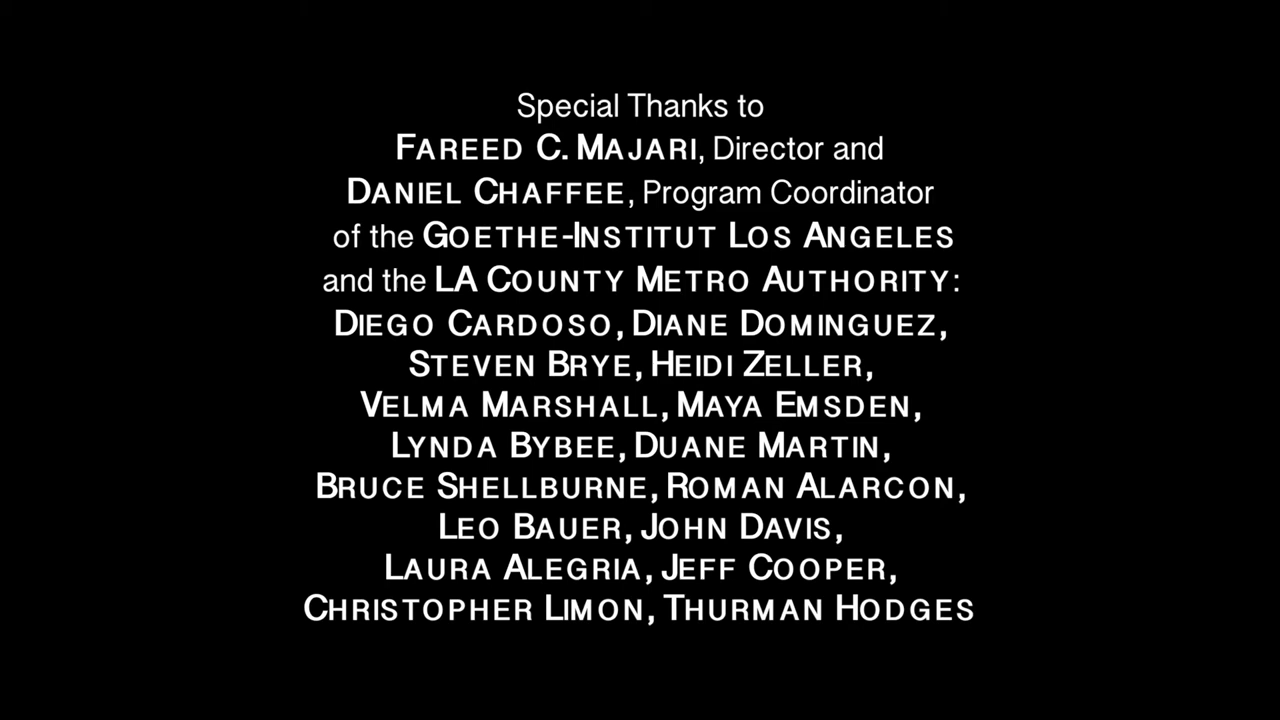 Special Thanks to
FAREED C. MAJARI, Director and
DANIEL CHAFFEE, Program Coordinator
of the GOETHE-INSTITUT LOS ANGELES
and the LA COUNTY METRO AUTHORITY:
DIEGO CARDOSO, DIANE DOMINGUEZ,
STEVEN BRYE, HEIDI ZELLER,
VELMA MARSHALL, MAYA EMSDEN,
LYNDA BYBEE, DUANE MARTIN,
BRUCE SHELLBURNE, ROMAN ALARCON,
LEO BAUER, JOHN DAVIS,
LAURA ALEGRIA, JEFF COOPER,
CHRISTOPHER LIMON, THURMAN HODGES